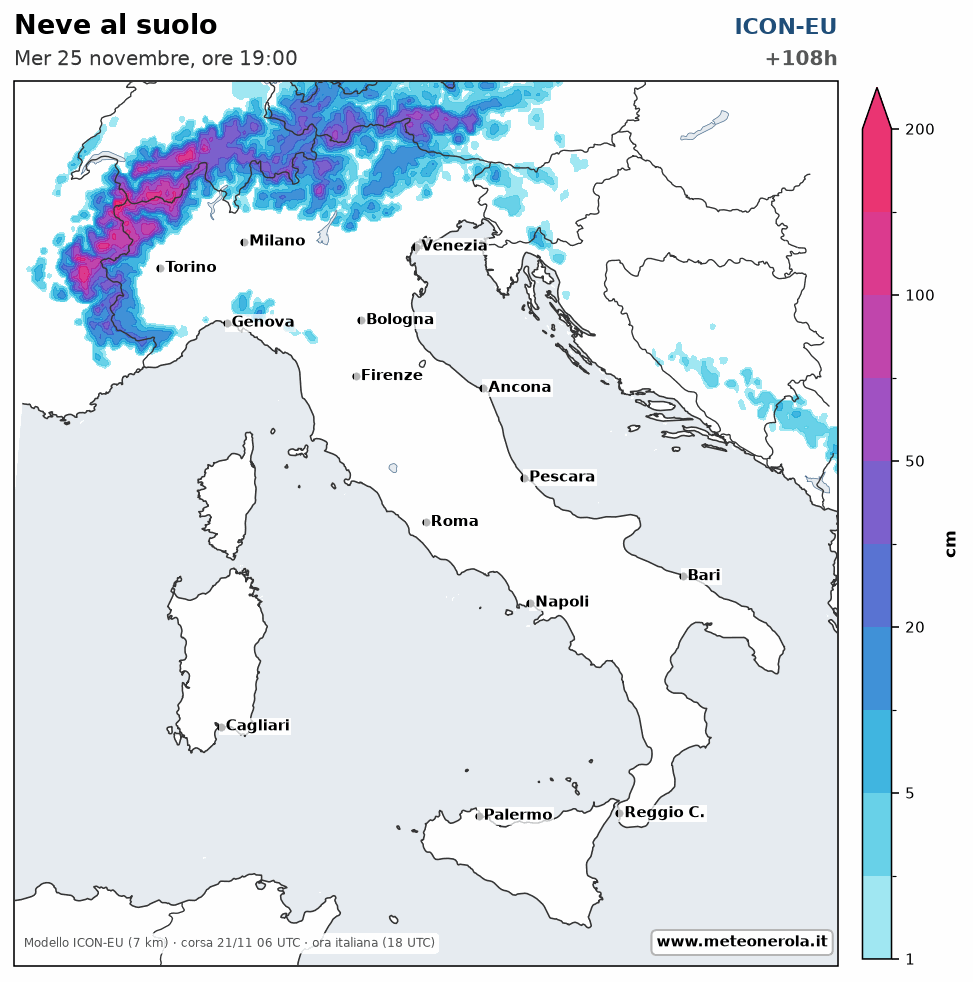 Neve al suolo
ICON-EU
Mer 25 novembre, ore 19:00
+108h
200
Milano
Venezia
Torino
100
Genova
Bologna
Firenze
Ancona
50
Pescara
Roma
cm
Bari
Napoli
20
Cagliari
5
Palermo
Reggio C.
Modello ICON-EU (7 km) · corsa 21/11 06 UTC · ora italiana (18 UTC)
www.meteonerola.it
1